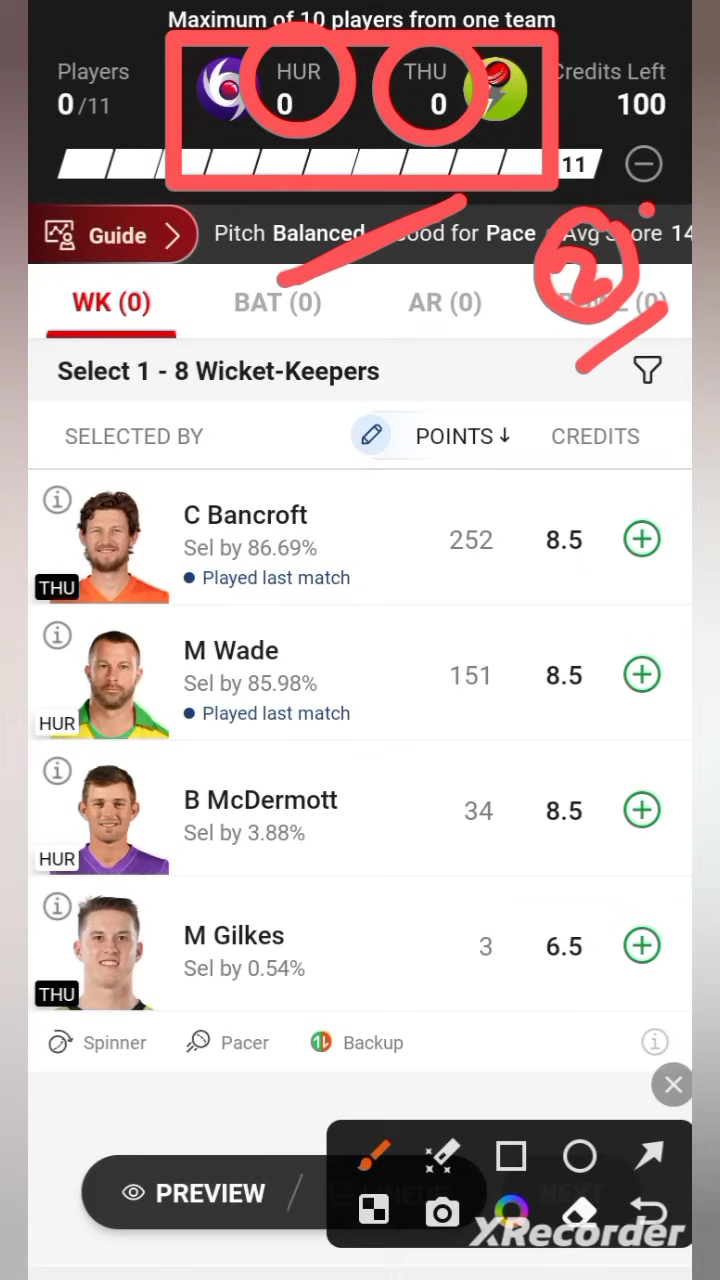 Maximum of 10 players from one team
Players HUR THU Credits Left
0/11 0 0 100
11
Guide Pitch Balanced Good for Pace Avg Score 14
2
WK (0) BAT (0) AR (0)
Select 1 - 8 Wicket-Keepers
SELECTED BY POINTS↓ CREDITS
C Bancroft
Sel by 86.69% 252 8.5
Played last match
THU
M Wade
Sel by 85.98% 151 8.5
Played last match
HUR
B McDermott
Sel by 3.88% 34 8.5
HUR
M Gilkes
Sel by 0.54% 3 6.5
THU
Spinner Pacer Backup
PREVIEW
XRecorder